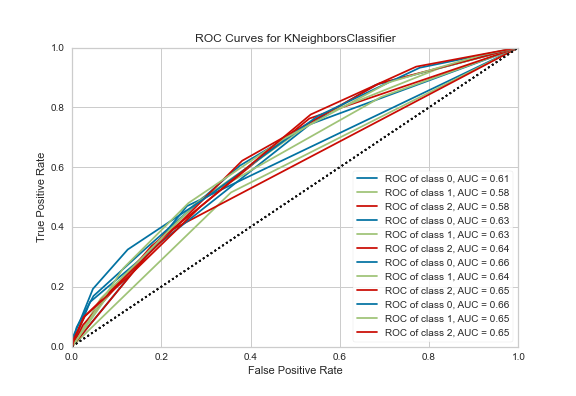 ROC Curves for KNeighborsClassifier
1.0
0.8
0.6
0.4
0.2
0.0
True Positive Rate
ROC of class 0, AUC = 0.61
ROC of class 1, AUC = 0.58
ROC of class 2, AUC = 0.58
ROC of class 0, AUC = 0.63
ROC of class 1, AUC = 0.63
ROC of class 2, AUC = 0.64
ROC of class 0, AUC = 0.66
ROC of class 1, AUC = 0.64
ROC of class 2, AUC = 0.65
ROC of class 0, AUC = 0.66
ROC of class 1, AUC = 0.65
ROC of class 2, AUC = 0.65
0.0 0.2 0.4 0.6 0.8 1.0
False Positive Rate